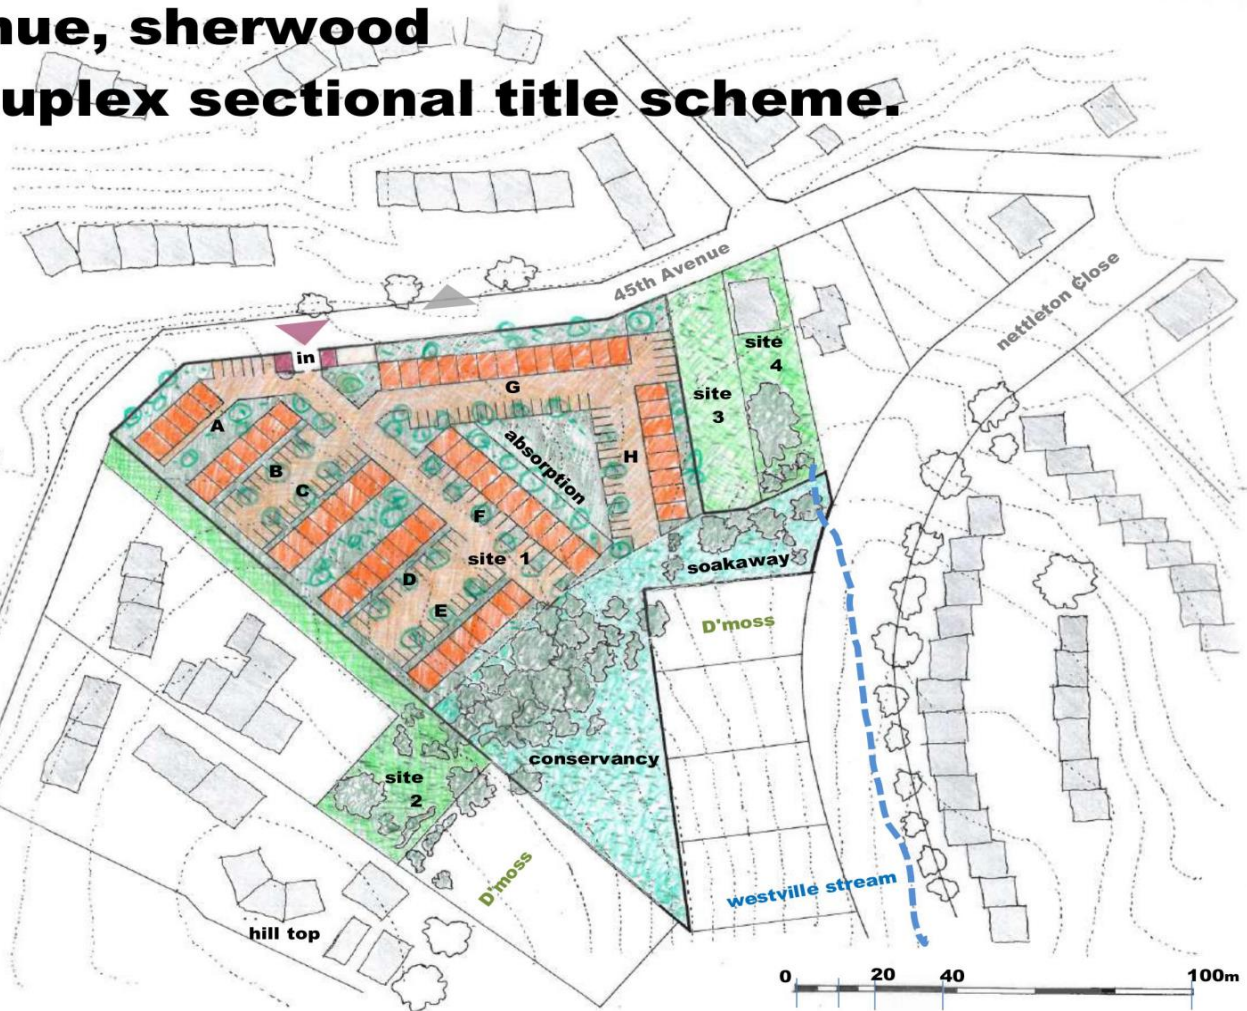 nue, sherwood
uplex sectional title scheme.
45th Avenue
nettleton Close
in
site
4
G
site
3
A
absorption
H
B
C
F
site 1
soakaway
D
E
D'moss
conservancy
site
2
westville stream
D'moss
hill top
0 20 40 100m